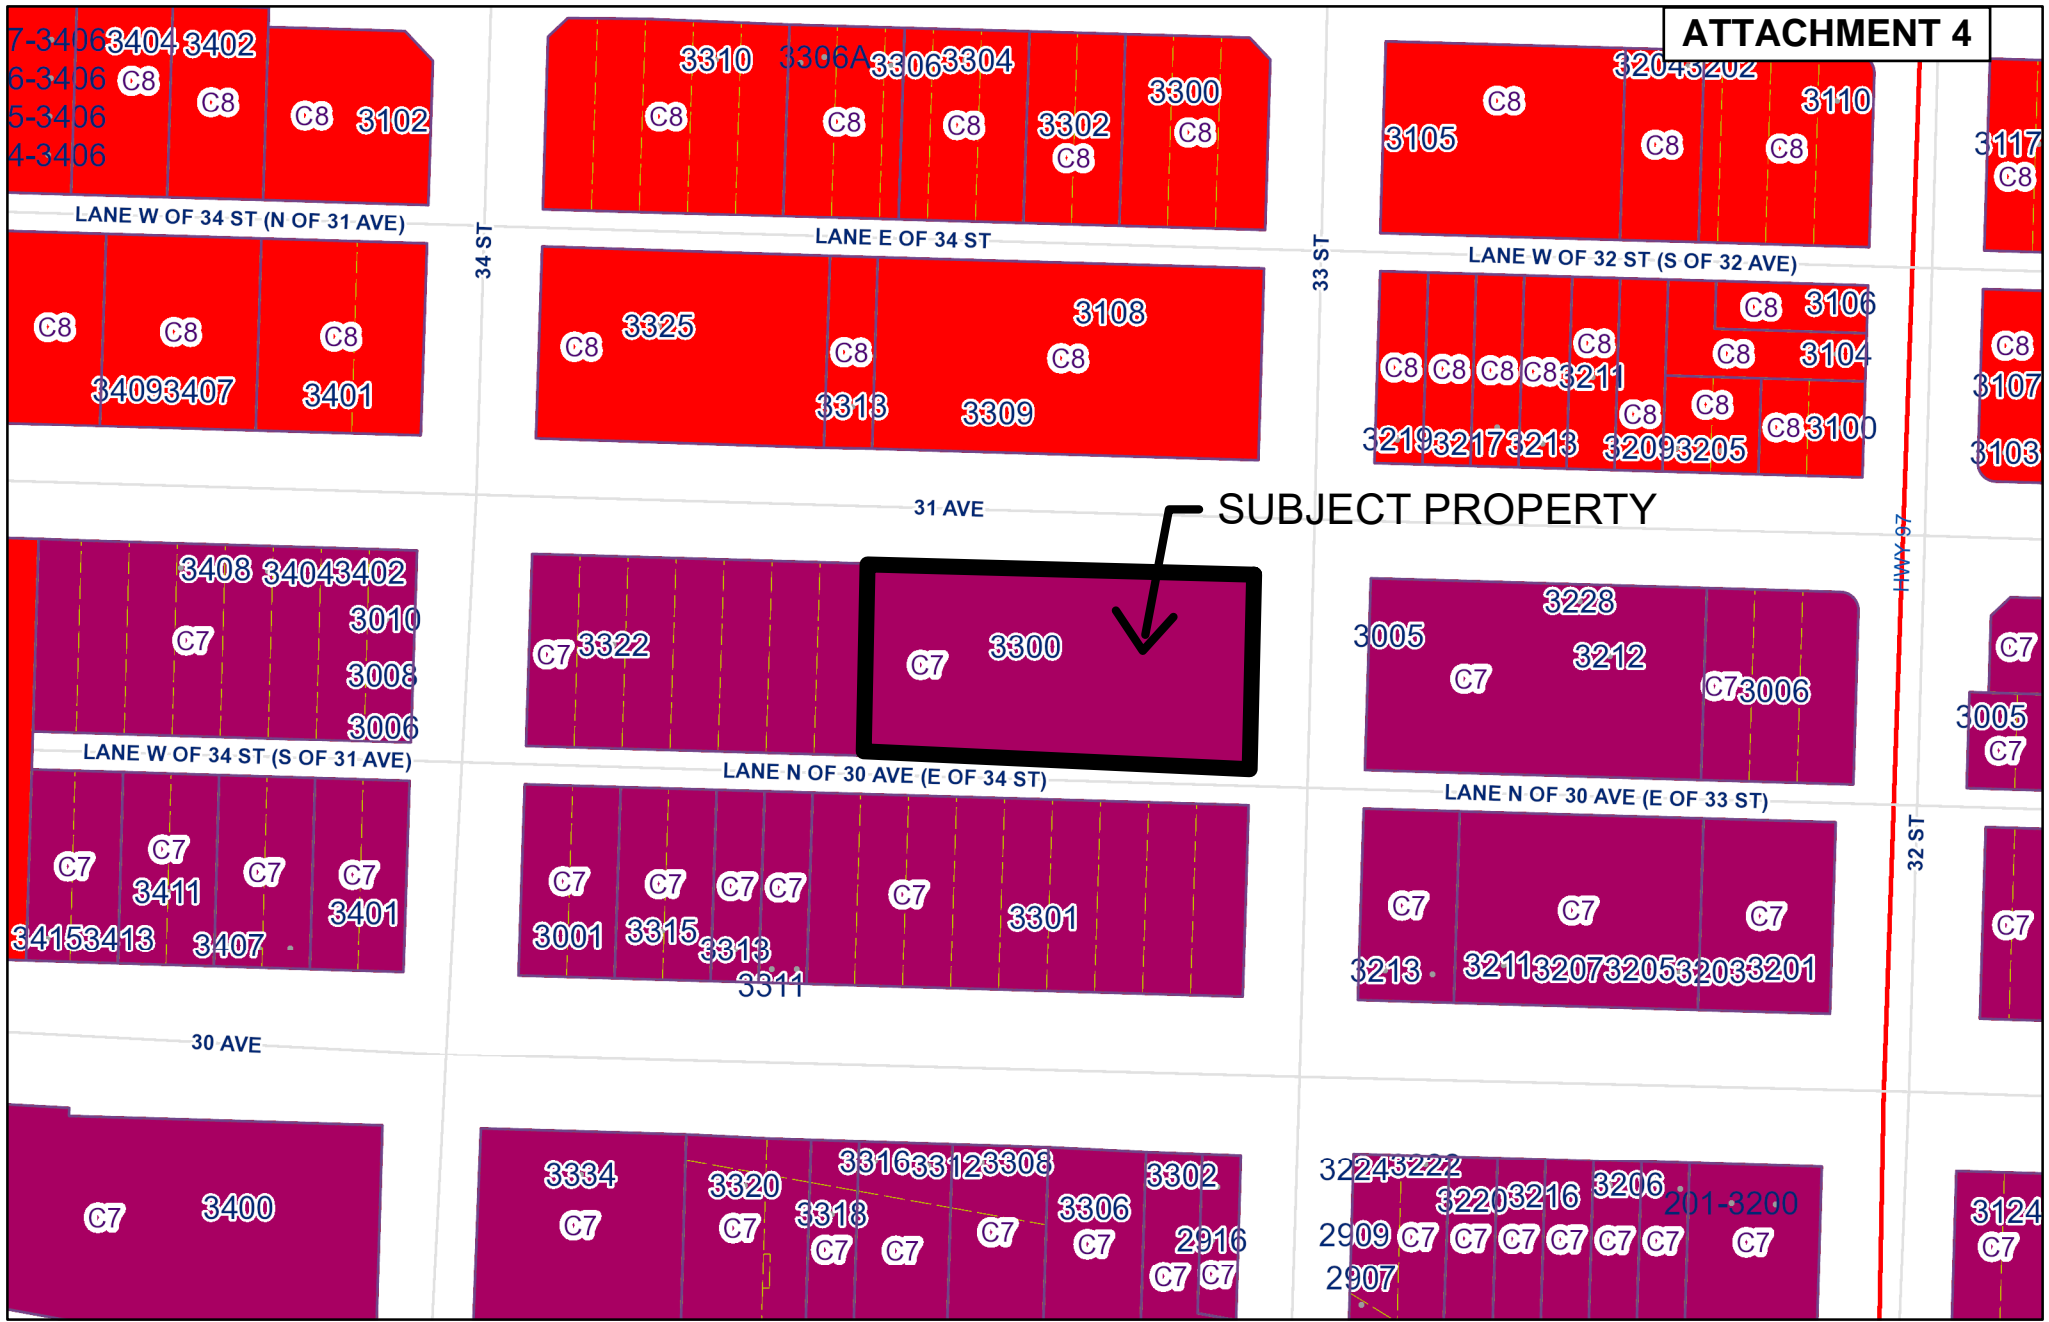 ATTACHMENT 4
7-3406
3404
3402
3310
3306A
3306
3304
3204
3202
6-3406
C8
C8
3300
C8
3110
5-3406
C8
3102
C8
C8
C8
3302
C8
3105
C8
C8
3117
4-3406
C8
C8
LANE W OF 34 ST (N OF 31 AVE)
34 ST
LANE E OF 34 ST
33 ST
LANE W OF 32 ST (S OF 32 AVE)
C8
C8
C8
C8
3325
C8
C8
3108
C8
C8
3106
C8
C8
C8
C8
C8
3211
C8
3104
C8
3107
3409
3407
3401
3313
3309
C8
C8
C8
3100
3219
3217
3213
3209
3205
3103
31 AVE
SUBJECT PROPERTY
HWY 97
3408
3404
3402
3010
C7
3008
3006
C7
3322
C7
3300
3228
3005
3212
C7
C7
3006
C7
3005
C7
LANE W OF 34 ST (S OF 31 AVE)
LANE N OF 30 AVE (E OF 34 ST)
LANE N OF 30 AVE (E OF 33 ST)
32 ST
C7
C7
C7
C7
3411
3401
3415
3413
3407
C7
C7
C7
C7
C7
3301
3001
3315
3313
3311
C7
C7
C7
3213
3211
3207
3205
3203
3201
C7
30 AVE
3334
3320
3316
3312
3308
3302
3224
3222
3400
C7
C7
C7
3318
C7
C7
C7
3306
C7
2916
C7
C7
3220
3216
3206
201-3200
2909
C7
C7
C7
C7
C7
C7
C7
2907
3124
C7